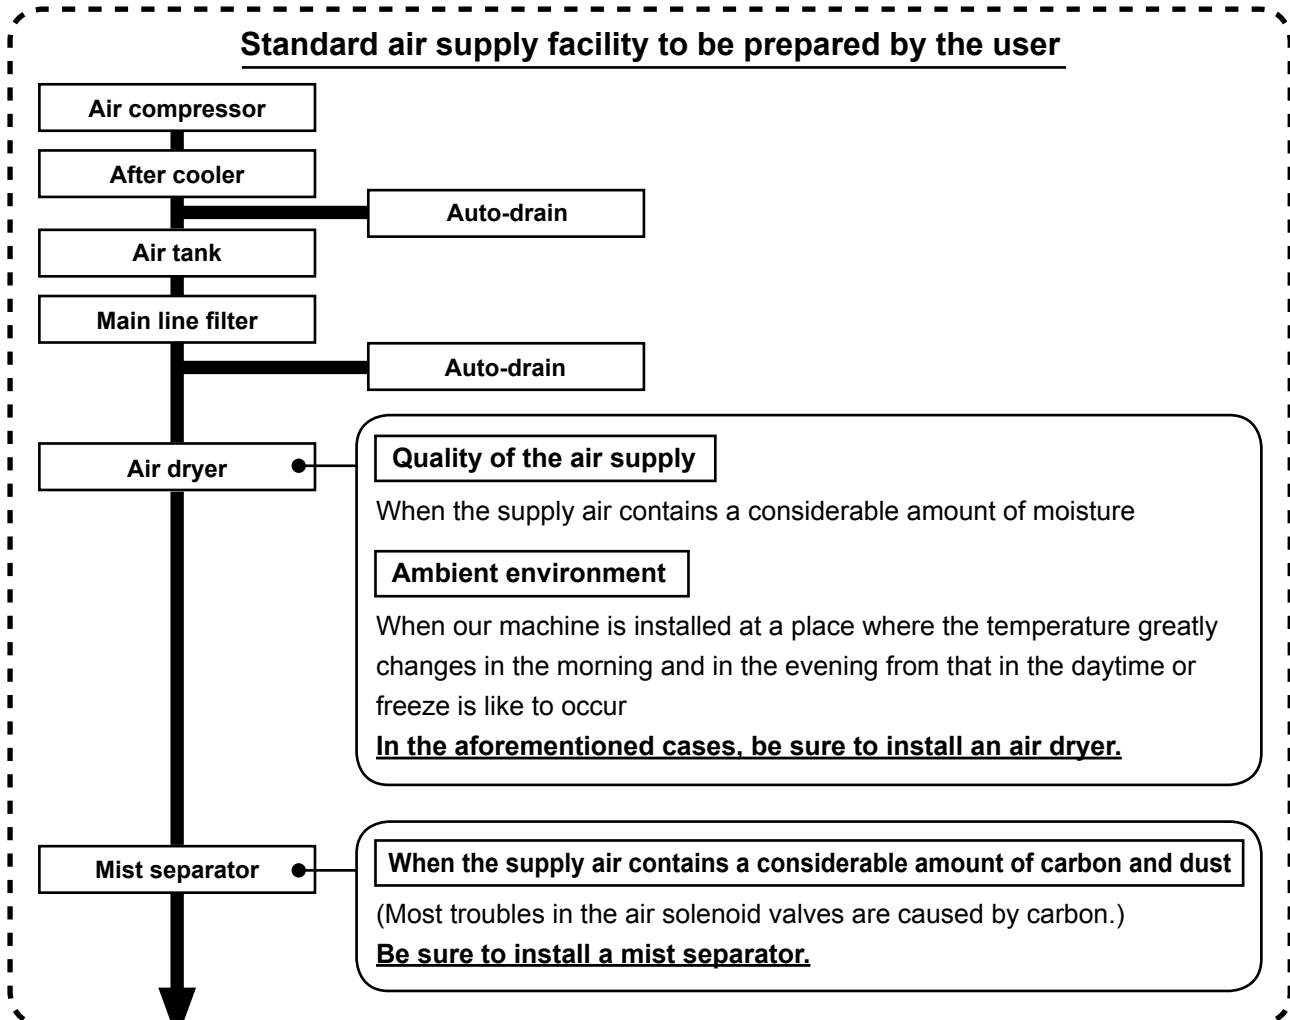 Standard air supply facility to be prepared by the user
Air compressor
After cooler
Auto-drain
Air tank
Main line filter
Auto-drain
Air dryer
Quality of the air supply
When the supply air contains a considerable amount of moisture
Ambient environment
When our machine is installed at a place where the temperature greatly
changes in the morning and in the evening from that in the daytime or
freeze is like to occur
In the aforementioned cases, be sure to install an air dryer.
Mist separator
When the supply air contains a considerable amount of carbon and dust
(Most troubles in the air solenoid valves are caused by carbon.)
Be sure to install a mist separator.